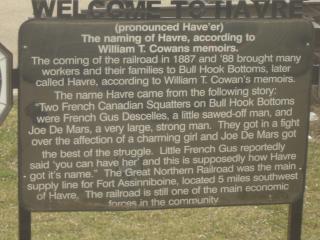 WELCOME TO HAVRE
(pronounced Have'er)
The naming of Havre, according to
William T. Cowans memoirs.
The coming of the railroad in 1887 and '88 brought many
workers and their families to Bull Hook Bottoms, later
called Havre, according to William T. Cowan's memoirs.
The name Havre came from the following story:
"Two French Canadian Squatters on Bull Hook Bottoms
were French Gus Descelles, a little sawed-off man, and
Joe De Mars, a very large, strong man. They got in a fight
over the affection of a charming girl and Joe De Mars got
the best of the struggle. Little French Gus reportedly
said 'you can have her' and this is supposedly how Havre
got it's name." The Great Northern Railroad was the main
supply line for Fort Assinniboine, located 5 miles southwest
of Havre. The railroad is still one of the main economic
forces in the community